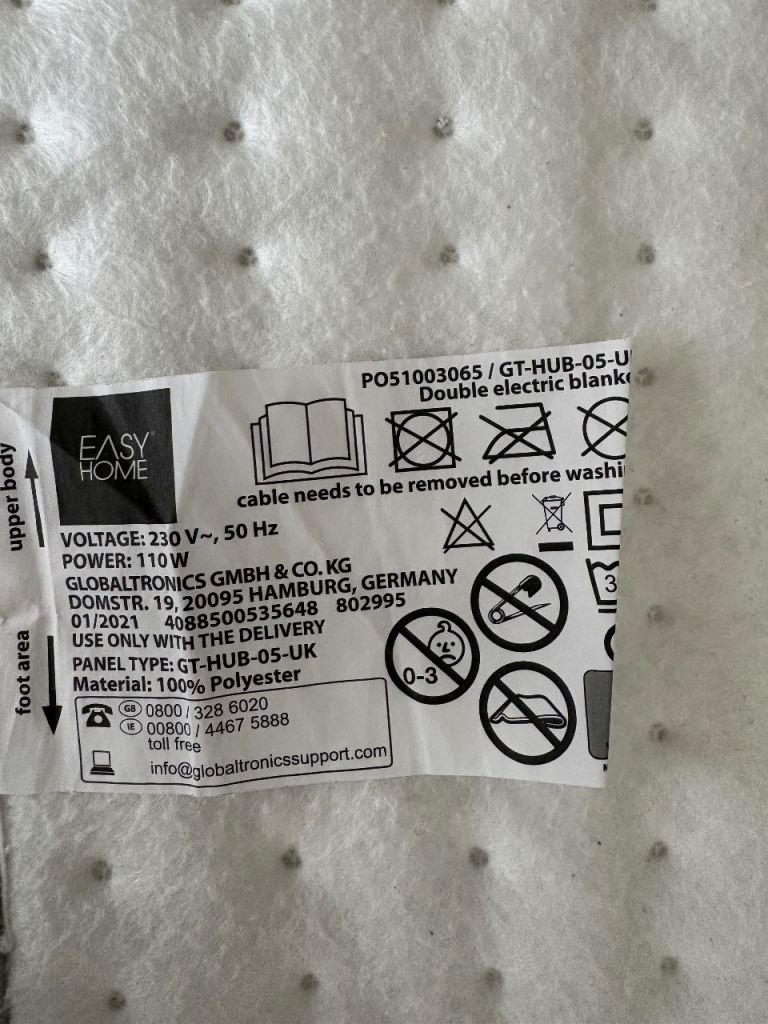 PO51003065 / GT-HUB-05-U
Double electric blank
EASY
HOME
upper body
cable needs to be removed before washi
VOLTAGE: 230 V~, 50 Hz
POWER: 110 W
GLOBALTRONICS GMBH & CO. KG
DOMSTR. 19, 20095 HAMBURG, GERMANY
01/2021 4088500535648 802995
USE ONLY WITH THE DELIVERY
PANEL TYPE: GT-HUB-05-UK
Material: 100% Polyester
foot area
3
0-3
GB 0800 / 328 6020
IE 00800 / 4467 5888
toll free
info@globaltronicssupport.com